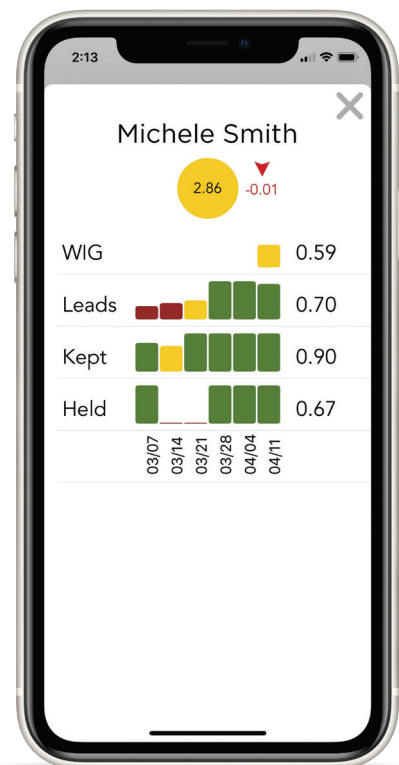 2:13
Michele Smith
2.86
-0.01
WIG 0.59
Leads 0.70
Kept 0.90
Held 0.67
03/07 03/14 03/21 03/28 04/04 04/11